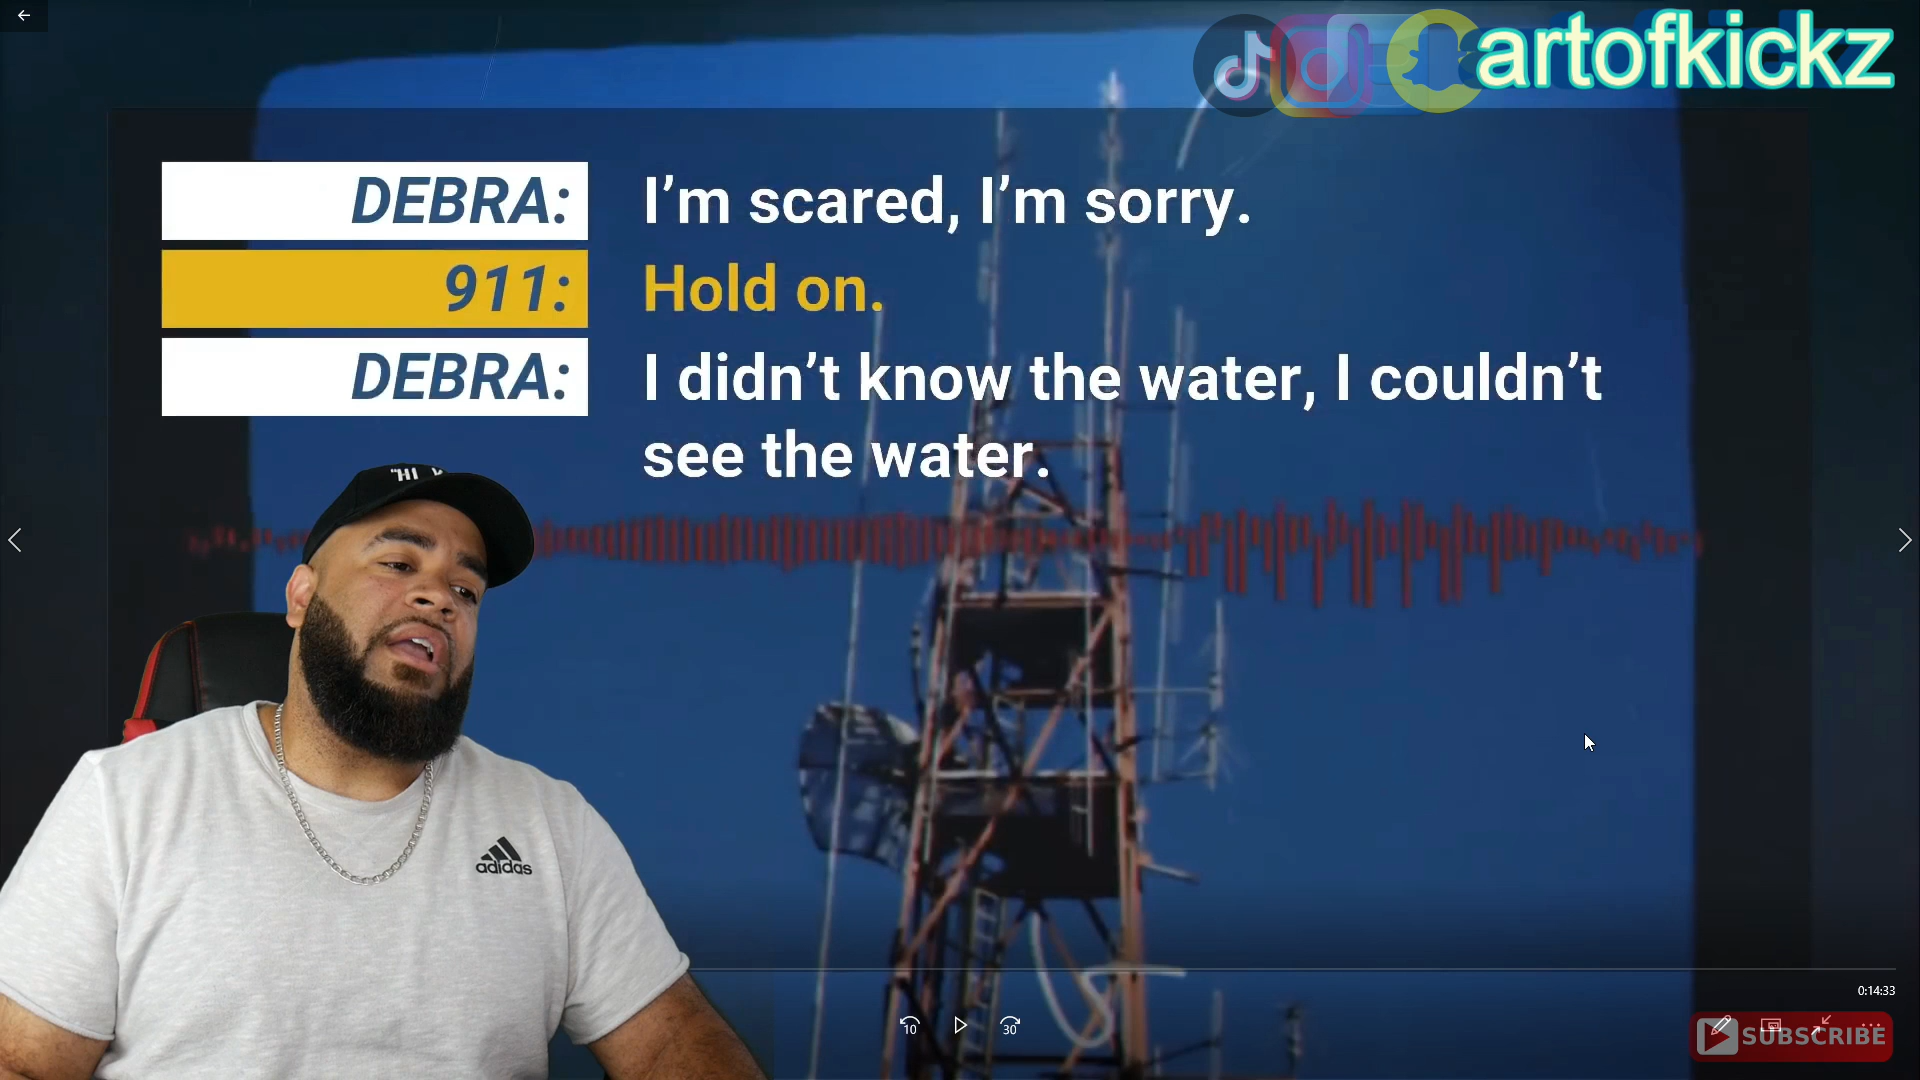 artofkickz
DEBRA: I’m scared, I’m sorry.
911: Hold on.
DEBRA: I didn’t know the water, I couldn’t
see the water.
adidas
0:14:33
10 30
SUBSCRIBE